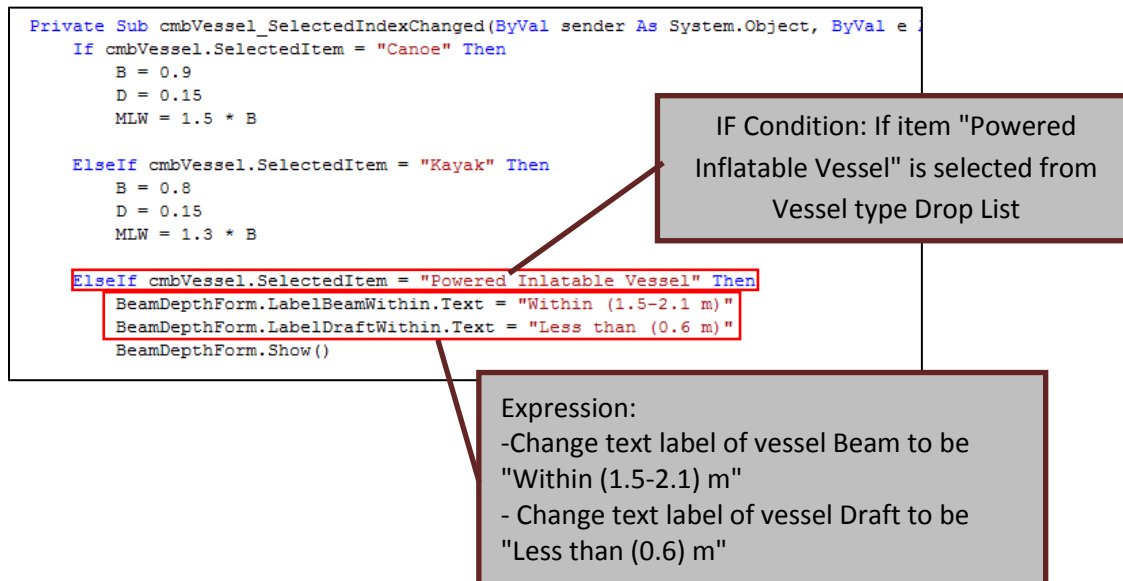 Private Sub cmbVessel_SelectedIndexChanged(ByVal sender As System.Object, ByVal e
If cmbVessel.SelectedItem = "Canoe" Then
B = 0.9
D = 0.15
MLW = 1.5 * B
ElseIf cmbVessel.SelectedItem = "Kayak" Then
B = 0.8
D = 0.15
MLW = 1.3 * B
ElseIf cmbVessel.SelectedItem = "Powered Inlatable Vessel" Then
BeamDepthForm.LabelBeamWithin.Text = "Within (1.5-2.1 m)"
BeamDepthForm.LabelDraftWithin.Text = "Less than (0.6 m)"
BeamDepthForm.Show()
IF Condition: If item "Powered
Inflatable Vessel" is selected from
Vessel type Drop List
Expression:
-Change text label of vessel Beam to be
"Within (1.5-2.1) m"
- Change text label of vessel Draft to be
"Less than (0.6) m"